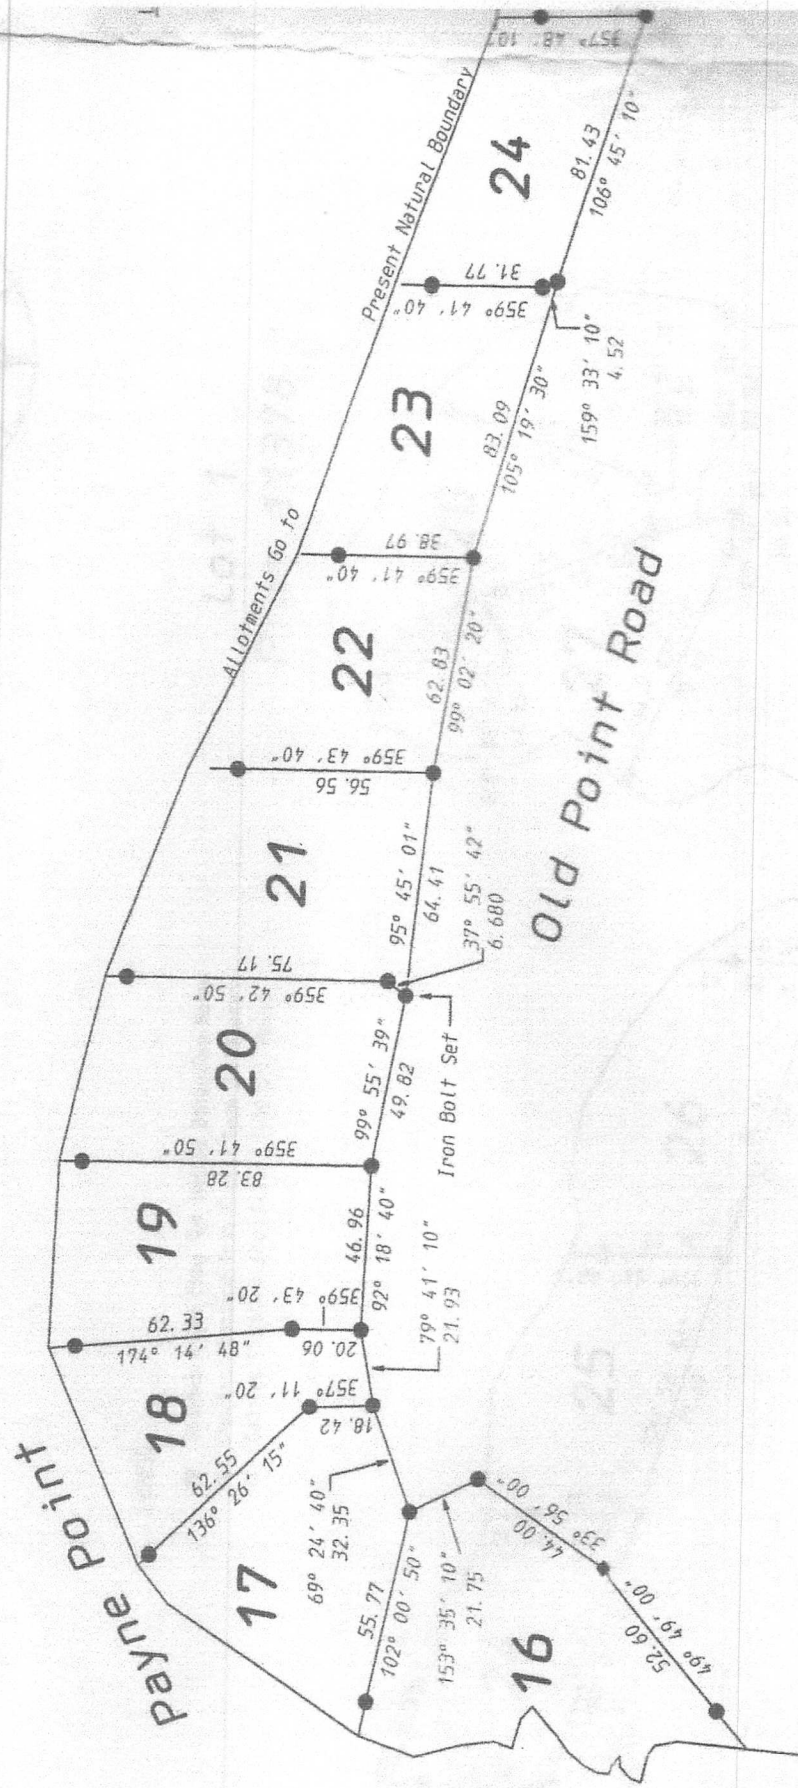 Payne Point
Old Point Road
Allotments Go to
Present Natural Boundary
16
52.60
49° 49' 00"
44.00
33° 56' 00"
153° 35' 10"
21.75
17
55.77
102° 00' 50"
69° 24' 40"
32.35
62.55
136° 26' 15"
18
357° 11' 20"
18.42
79° 41' 10"
21.93
62.33
174° 14' 48"
359° 43' 20"
20.06
19
46.96
92° 18' 40"
359° 41' 50"
83.28
20
99° 55' 39"
49.82
Iron Bolt Set
37° 55' 42"
6.680
359° 42' 50"
75.17
21
95° 45' 01"
64.41
359° 43' 40"
56.56
22
62.83
99° 02' 20"
359° 41' 40"
38.97
23
83.09
105° 19' 30"
159° 33' 10"
4.52
359° 41' 40"
31.77
24
81.43
106° 45' 10"
357° 48' 10
Lot 1
25